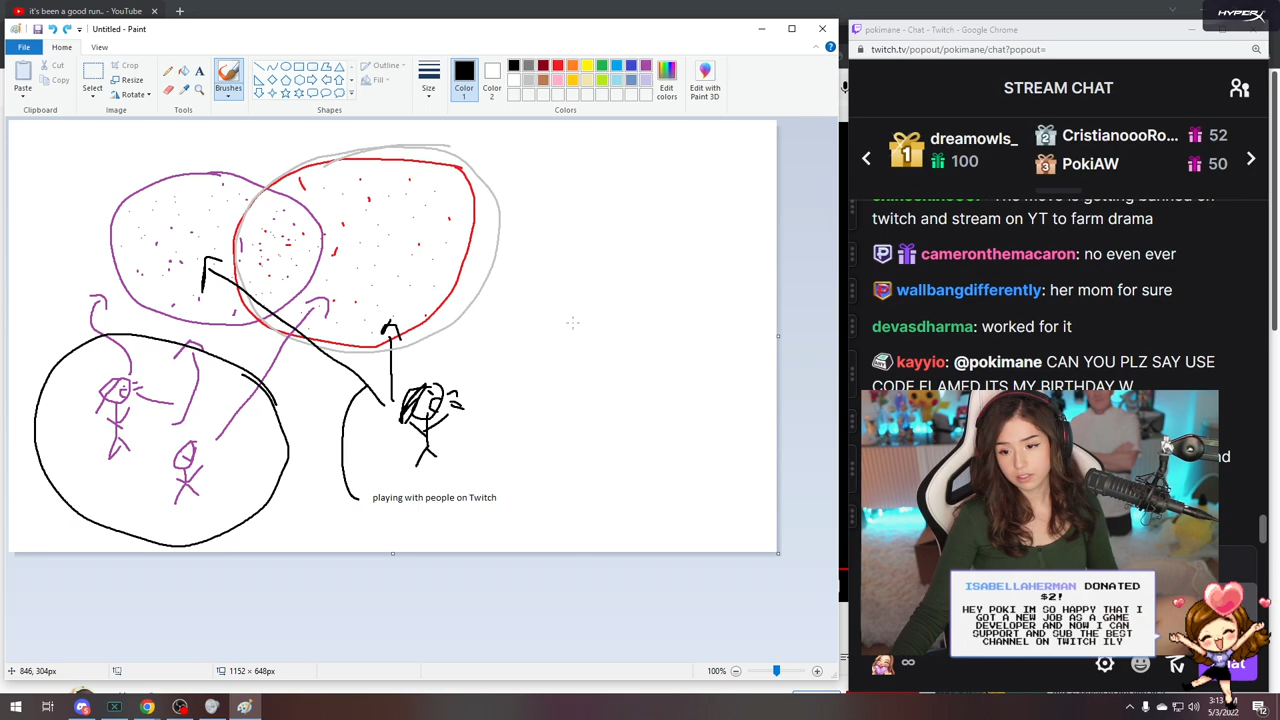 it's been a good run.. - YouTube
HYPERX
Untitled - Paint
pokimane - Chat - Twitch - Google Chrome
File
Home
View
twitch.tv/popout/pokimane/chat?popout=
Paste
Cut
Copy
Select
Crop
Resize
Rotate
Brushes
Outline
Fill
Size
Color
1
Color
2
Edit
colors
Edit with
Paint 3D
Clipboard
Image
Tools
Shapes
Colors
STREAM CHAT
1
dreamowls_
100
2
CristianoooRo...
52
3
PokiAW
50
twitch and stream on YT to farm drama
cameronthemacaron: no even ever
wallbangdifferently: her mom for sure
devasdharma: worked for it
kayyio: @pokimane CAN YOU PLZ SAY USE
CODE FLAMED ITS MY BIRTHDAY W
playing with people on Twitch
ISABELLAHERMAN DONATED
$2!
HEY POKI IM SO HAPPY THAT I
GOT A NEW JOB AS A GAME
DEVELOPER AND NOW I CAN
SUPPORT AND SUB THE BEST
CHANNEL ON TWITCH ILY
846, 304px
1152 × 648px
100%
5/3/2022
12